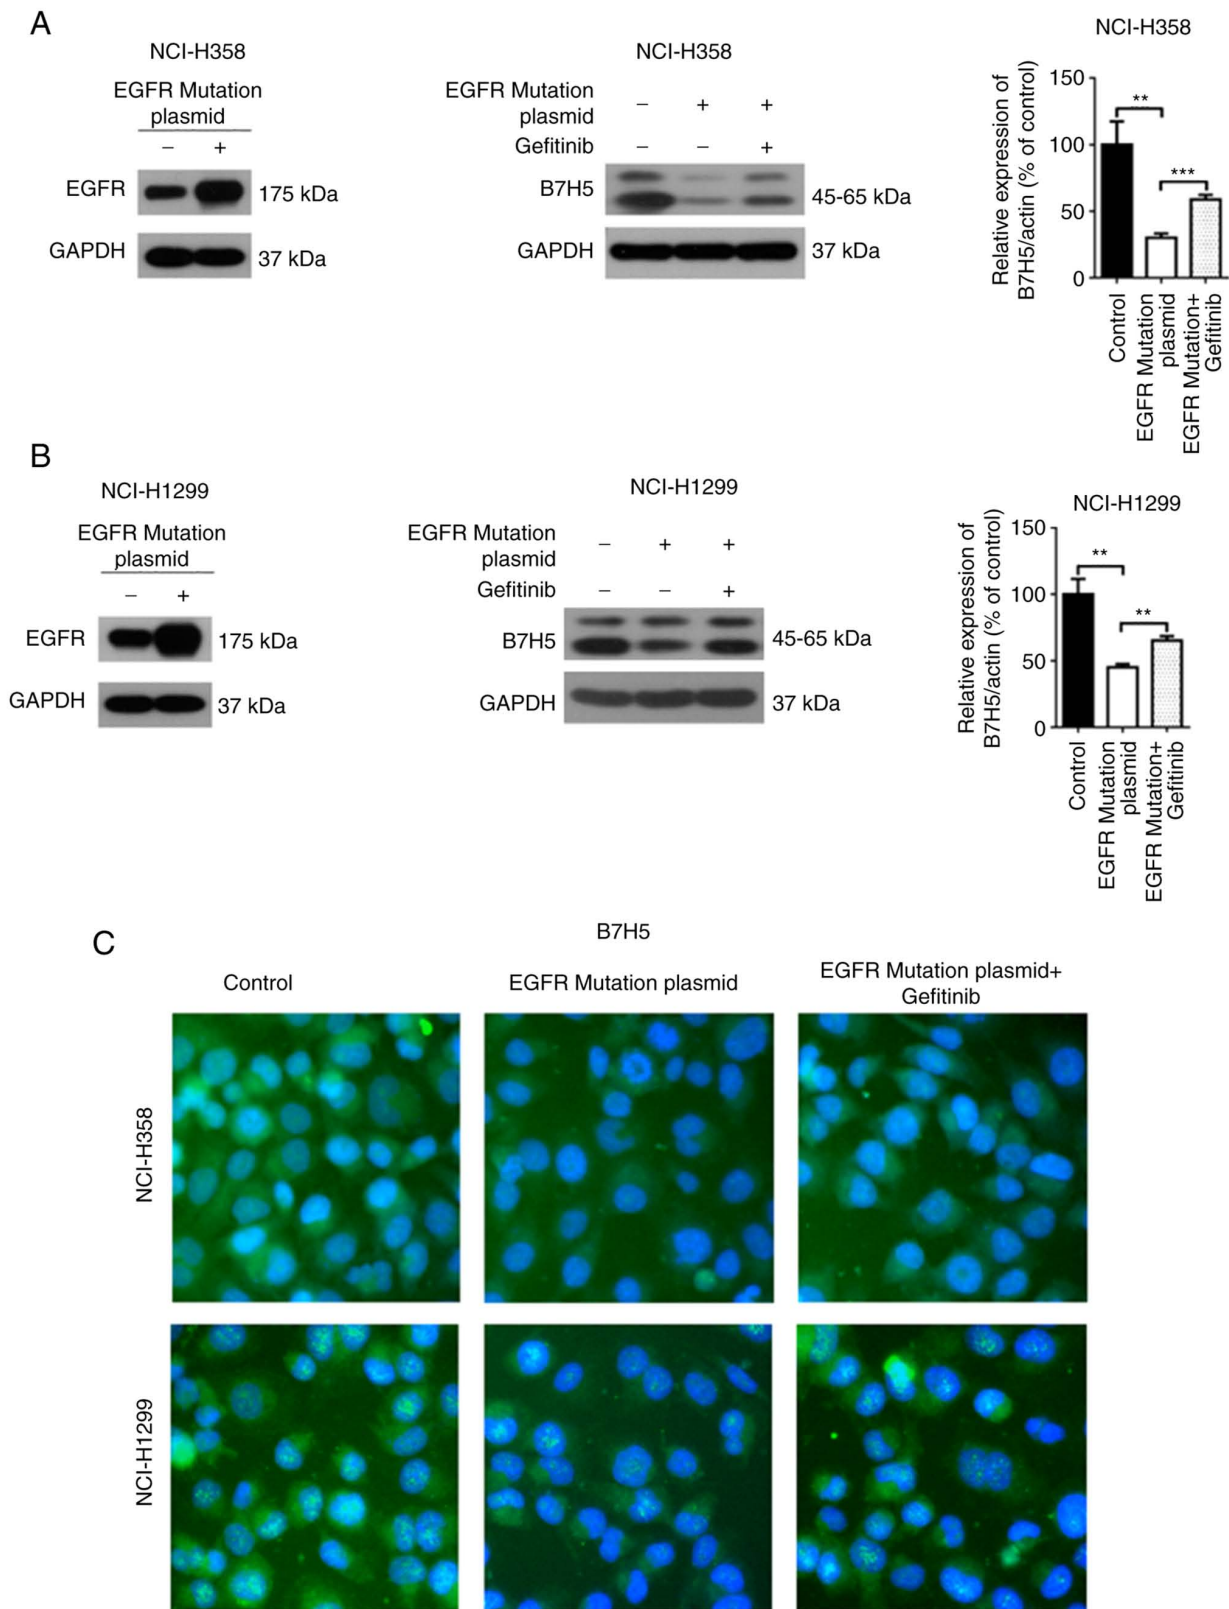 A
NCI-H358
EGFR Mutation
plasmid
– +
EGFR
175 kDa
GAPDH
37 kDa
NCI-H358
EGFR Mutation
plasmid
– + +
Gefitinib
– – +
B7H5
45-65 kDa
GAPDH
37 kDa
NCI-H358
Relative expression of
B7H5/actin (% of control)
150
100
50
0
**
***
Control
EGFR Mutation
plasmid
EGFR Mutation+
Gefitinib
B
NCI-H1299
EGFR Mutation
plasmid
– +
EGFR
175 kDa
GAPDH
37 kDa
NCI-H1299
EGFR Mutation
plasmid
– + +
Gefitinib
– – +
B7H5
45-65 kDa
GAPDH
37 kDa
NCI-H1299
Relative expression of
B7H5/actin (% of control)
150
100
50
0
**
**
Control
EGFR Mutation
plasmid
EGFR Mutation+
Gefitinib
C
B7H5
Control
EGFR Mutation plasmid
EGFR Mutation plasmid+
Gefitinib
NCI-H358
NCI-H1299